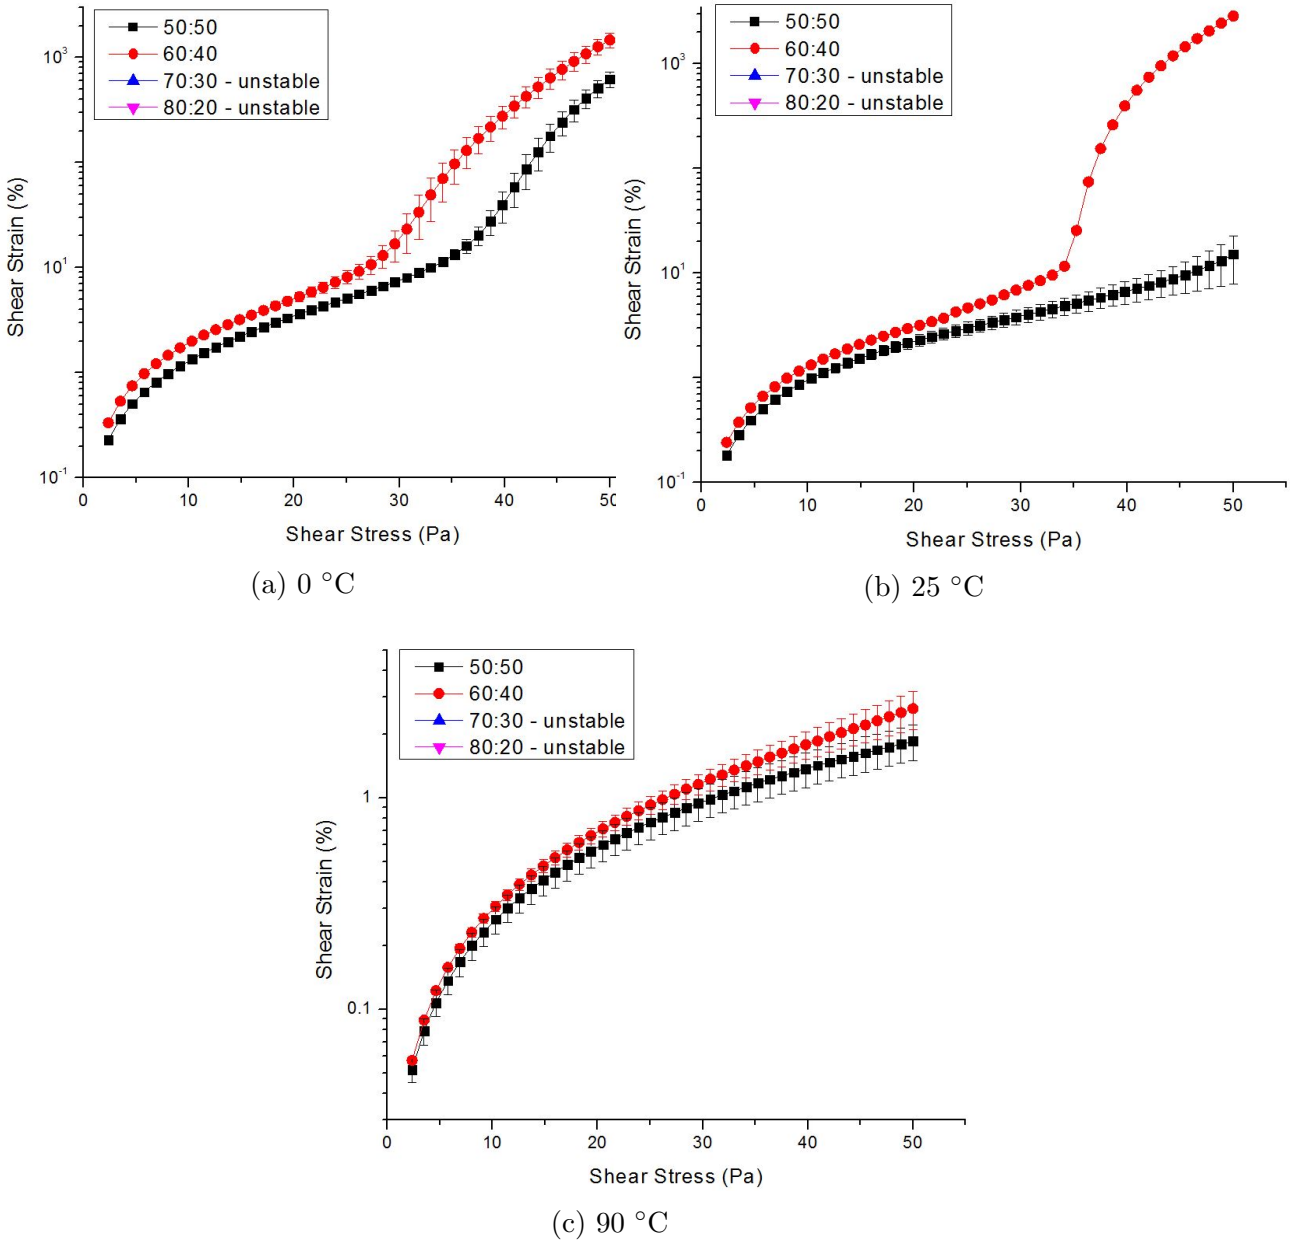 50:50
60:40
70:30 - unstable
80:20 - unstable
10³
10¹
10⁻¹
Shear Strain (%)
0 10 20 30 40 50
Shear Stress (Pa)
(a) 0 °C
50:50
60:40
70:30 - unstable
80:20 - unstable
10³
10¹
10⁻¹
Shear Strain (%)
0 10 20 30 40 50
Shear Stress (Pa)
(b) 25 °C
50:50
60:40
70:30 - unstable
80:20 - unstable
1
0.1
Shear Strain (%)
0 10 20 30 40 50
Shear Stress (Pa)
(c) 90 °C